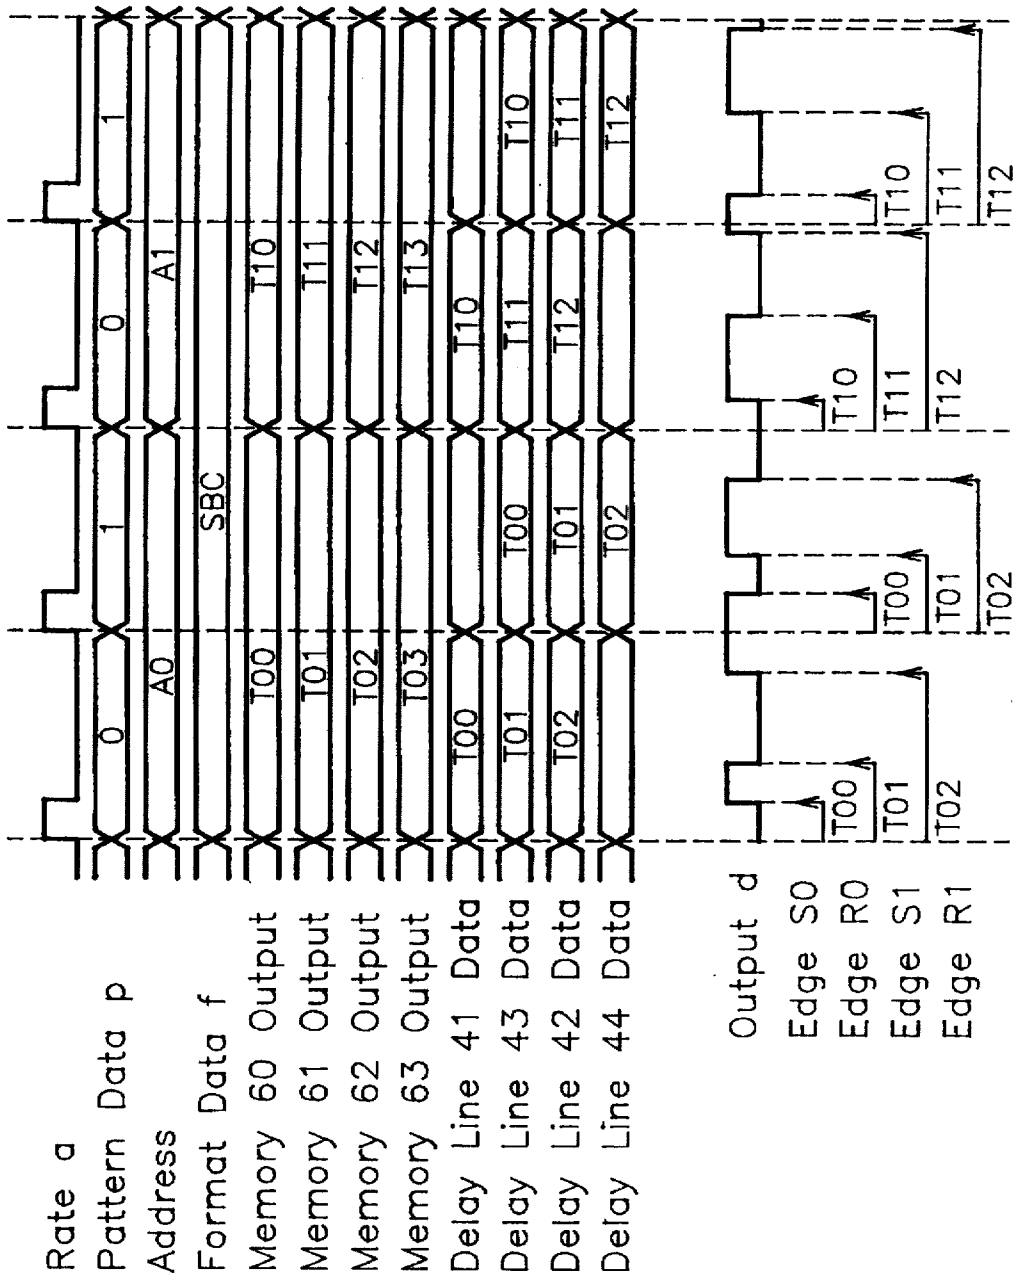 Rate a
Pattern Data p 0 1 0 1
Address A0 A1
Format Data f SBC
Memory 60 Output T00 T10
Memory 61 Output T01 T11
Memory 62 Output T02 T12
Memory 63 Output T03 T13
Delay Line 41 Data T00 T10
Delay Line 43 Data T01 T00 T11 T10
Delay Line 42 Data T02 T01 T12 T11
Delay Line 44 Data T02 T12
Output d
Edge S0
Edge R0 T00 T10
Edge S1 T01 T00 T11 T10
Edge R1 T02 T01 T12 T11
T02 T12